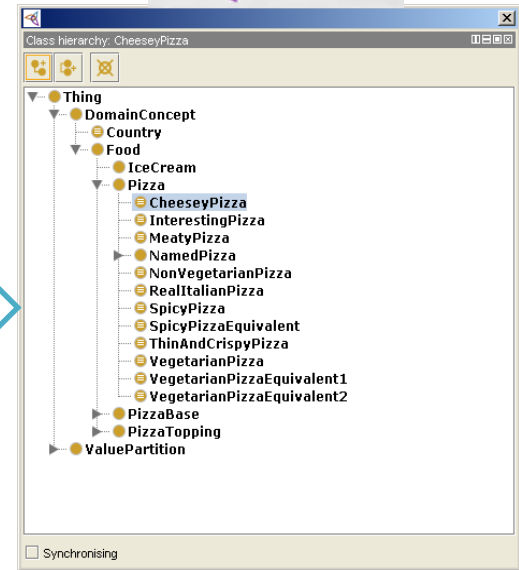 Class hierarchy: CheeseyPizza
Thing
DomainConcept
Country
Food
IceCream
Pizza
CheeseyPizza
InterestingPizza
MeatyPizza
NamedPizza
NonVegetarianPizza
RealItalianPizza
SpicyPizza
SpicyPizzaEquivalent
ThinAndCrispyPizza
VegetarianPizza
VegetarianPizzaEquivalent1
VegetarianPizzaEquivalent2
PizzaBase
PizzaTopping
ValuePartition
Synchronising